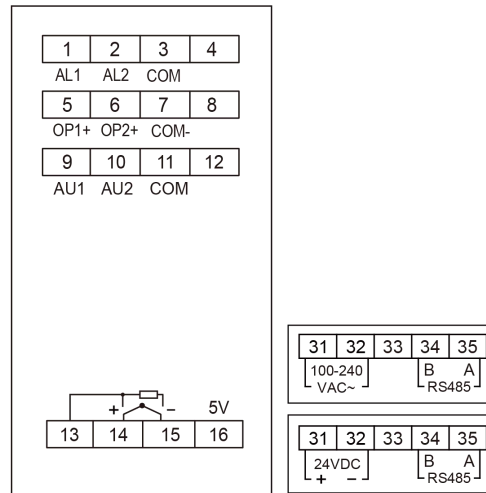 1 2 3 4
AL1 AL2 COM
5 6 7 8
OP1+ OP2+ COM-
9 10 11 12
AU1 AU2 COM
+ - 5V
13 14 15 16
31 32 33 34 35
100-240 B A
VAC~ RS485
31 32 33 34 35
24VDC B A
+ - RS485